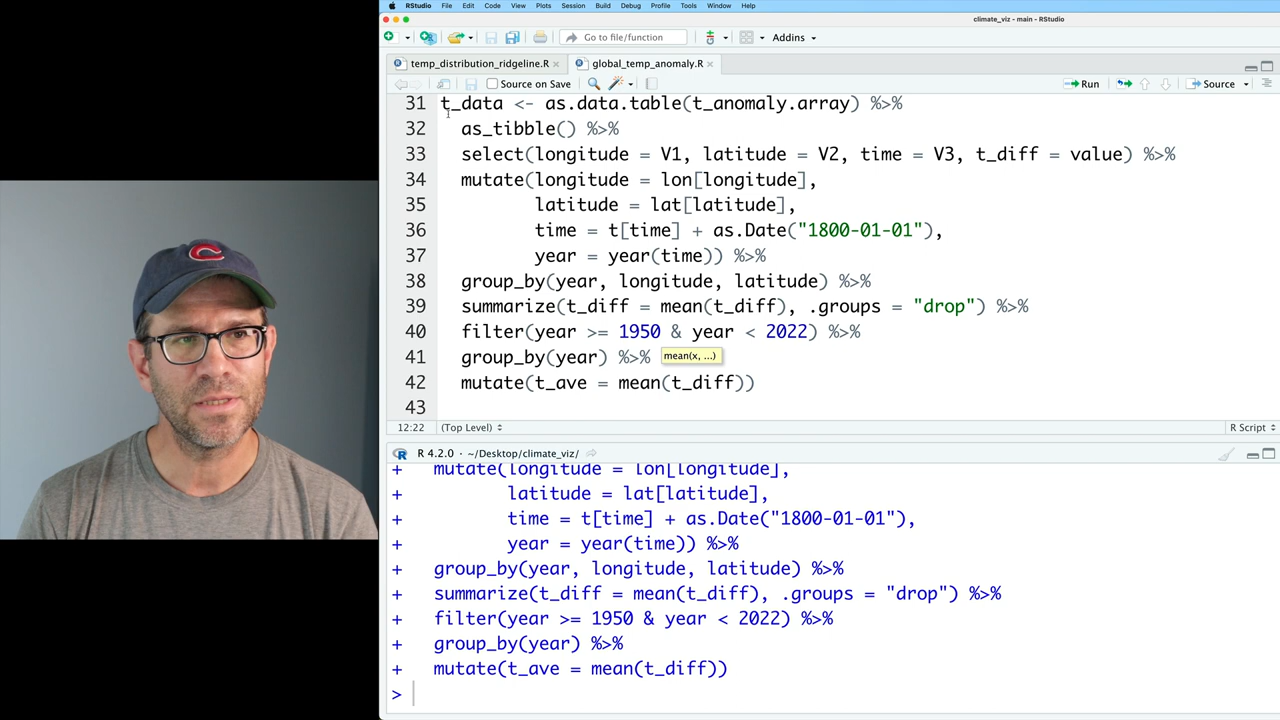 RStudio File Edit Code View Plots Session Build Debug Profile Tools Window Help
climate_viz - main - RStudio
Go to file/function Addins
temp_distribution_ridgeline.R × global_temp_anomaly.R ×
Source on Save Run Source
31 t_data <- as.data.table(t_anomaly.array) %>%
32 as_tibble() %>%
33 select(longitude = V1, latitude = V2, time = V3, t_diff = value) %>%
34 mutate(longitude = lon[longitude],
35 latitude = lat[latitude],
36 time = t[time] + as.Date("1800-01-01"),
37 year = year(time)) %>%
38 group_by(year, longitude, latitude) %>%
39 summarize(t_diff = mean(t_diff), .groups = "drop") %>%
40 filter(year >= 1950 & year < 2022) %>%
41 group_by(year) %>% mean(x, ...)
42 mutate(t_ave = mean(t_diff))
43
12:22 (Top Level) R Script
R 4.2.0 · ~/Desktop/climate_viz/
+ mutate(longitude = lon[longitude],
+ latitude = lat[latitude],
+ time = t[time] + as.Date("1800-01-01"),
+ year = year(time)) %>%
+ group_by(year, longitude, latitude) %>%
+ summarize(t_diff = mean(t_diff), .groups = "drop") %>%
+ filter(year >= 1950 & year < 2022) %>%
+ group_by(year) %>%
+ mutate(t_ave = mean(t_diff))
>